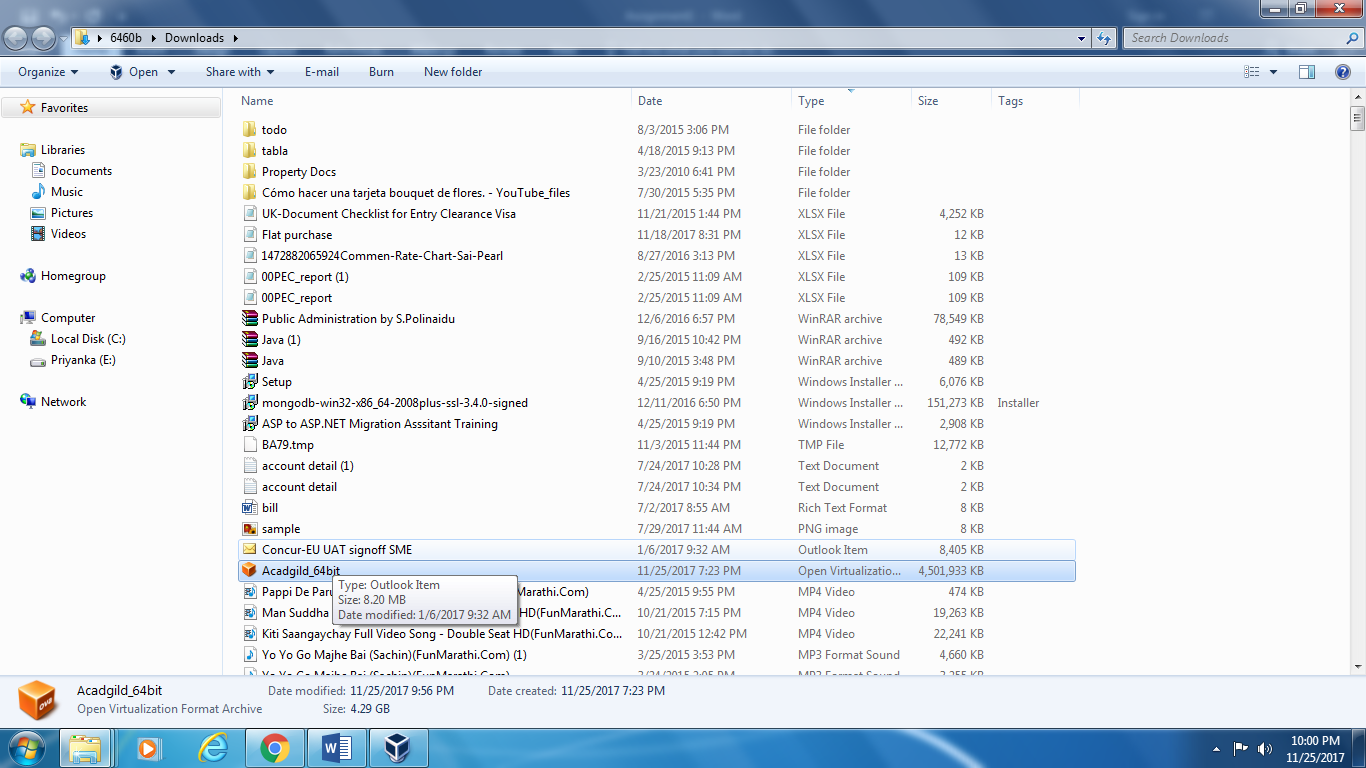 6460b Downloads Search Downloads
Organize Open Share with E-mail Burn New folder
Favorites
Libraries
Documents
Music
Pictures
Videos
Homegroup
Computer
Local Disk (C:)
Priyanka (E:)
Network
Name Date Type Size Tags
todo 8/3/2015 3:06 PM File folder
tabla 4/18/2015 9:13 PM File folder
Property Docs 3/23/2010 6:41 PM File folder
Cómo hacer una tarjeta bouquet de flores. - YouTube_files 7/30/2015 5:35 PM File folder
UK-Document Checklist for Entry Clearance Visa 11/21/2015 1:44 PM XLSX File 4,252 KB
Flat purchase 11/18/2017 8:31 PM XLSX File 12 KB
1472882065924Commen-Rate-Chart-Sai-Pearl 8/27/2016 3:13 PM XLSX File 13 KB
00PEC_report (1) 2/25/2015 11:09 AM XLSX File 109 KB
00PEC_report 2/25/2015 11:09 AM XLSX File 109 KB
Public Administration by S.Polinaidu 12/6/2016 6:57 PM WinRAR archive 78,549 KB
Java (1) 9/16/2015 10:42 PM WinRAR archive 492 KB
Java 9/10/2015 3:48 PM WinRAR archive 489 KB
Setup 4/25/2015 9:19 PM Windows Installer ... 6,076 KB
mongodb-win32-x86_64-2008plus-ssl-3.4.0-signed 12/11/2016 6:50 PM Windows Installer ... 151,273 KB Installer
ASP to ASP.NET Migration Asssitant Training 4/25/2015 9:19 PM Windows Installer ... 2,908 KB
BA79.tmp 11/3/2015 11:44 PM TMP File 12,772 KB
account detail (1) 7/24/2017 10:28 PM Text Document 2 KB
account detail 7/24/2017 10:34 PM Text Document 2 KB
bill 7/2/2017 8:55 AM Rich Text Format 8 KB
sample 7/29/2017 11:44 AM PNG image 8 KB
Concur-EU UAT signoff SME 1/6/2017 9:32 AM Outlook Item 8,405 KB
Acadgild_64bit 11/25/2017 7:23 PM Open Virtualizatio... 4,501,933 KB
Type: Outlook Item
Size: 8.20 MB
Date modified: 1/6/2017 9:32 AM
Pappi De Paru Marathi.Com) 4/25/2015 9:55 PM MP4 Video 474 KB
Man Suddha HD(FunMarathi.C... 10/21/2015 7:15 PM MP4 Video 19,263 KB
Kiti Saangaychay Full Video Song - Double Seat HD(FunMarathi.Co... 10/21/2015 12:42 PM MP4 Video 22,241 KB
Yo Yo Go Majhe Bai (Sachin)(FunMarathi.Com) (1) 3/25/2015 3:53 PM MP3 Format Sound 4,660 KB
Acadgild_64bit Date modified: 11/25/2017 9:56 PM Date created: 11/25/2017 7:23 PM
Open Virtualization Format Archive Size: 4.29 GB
OVA
10:00 PM
11/25/2017